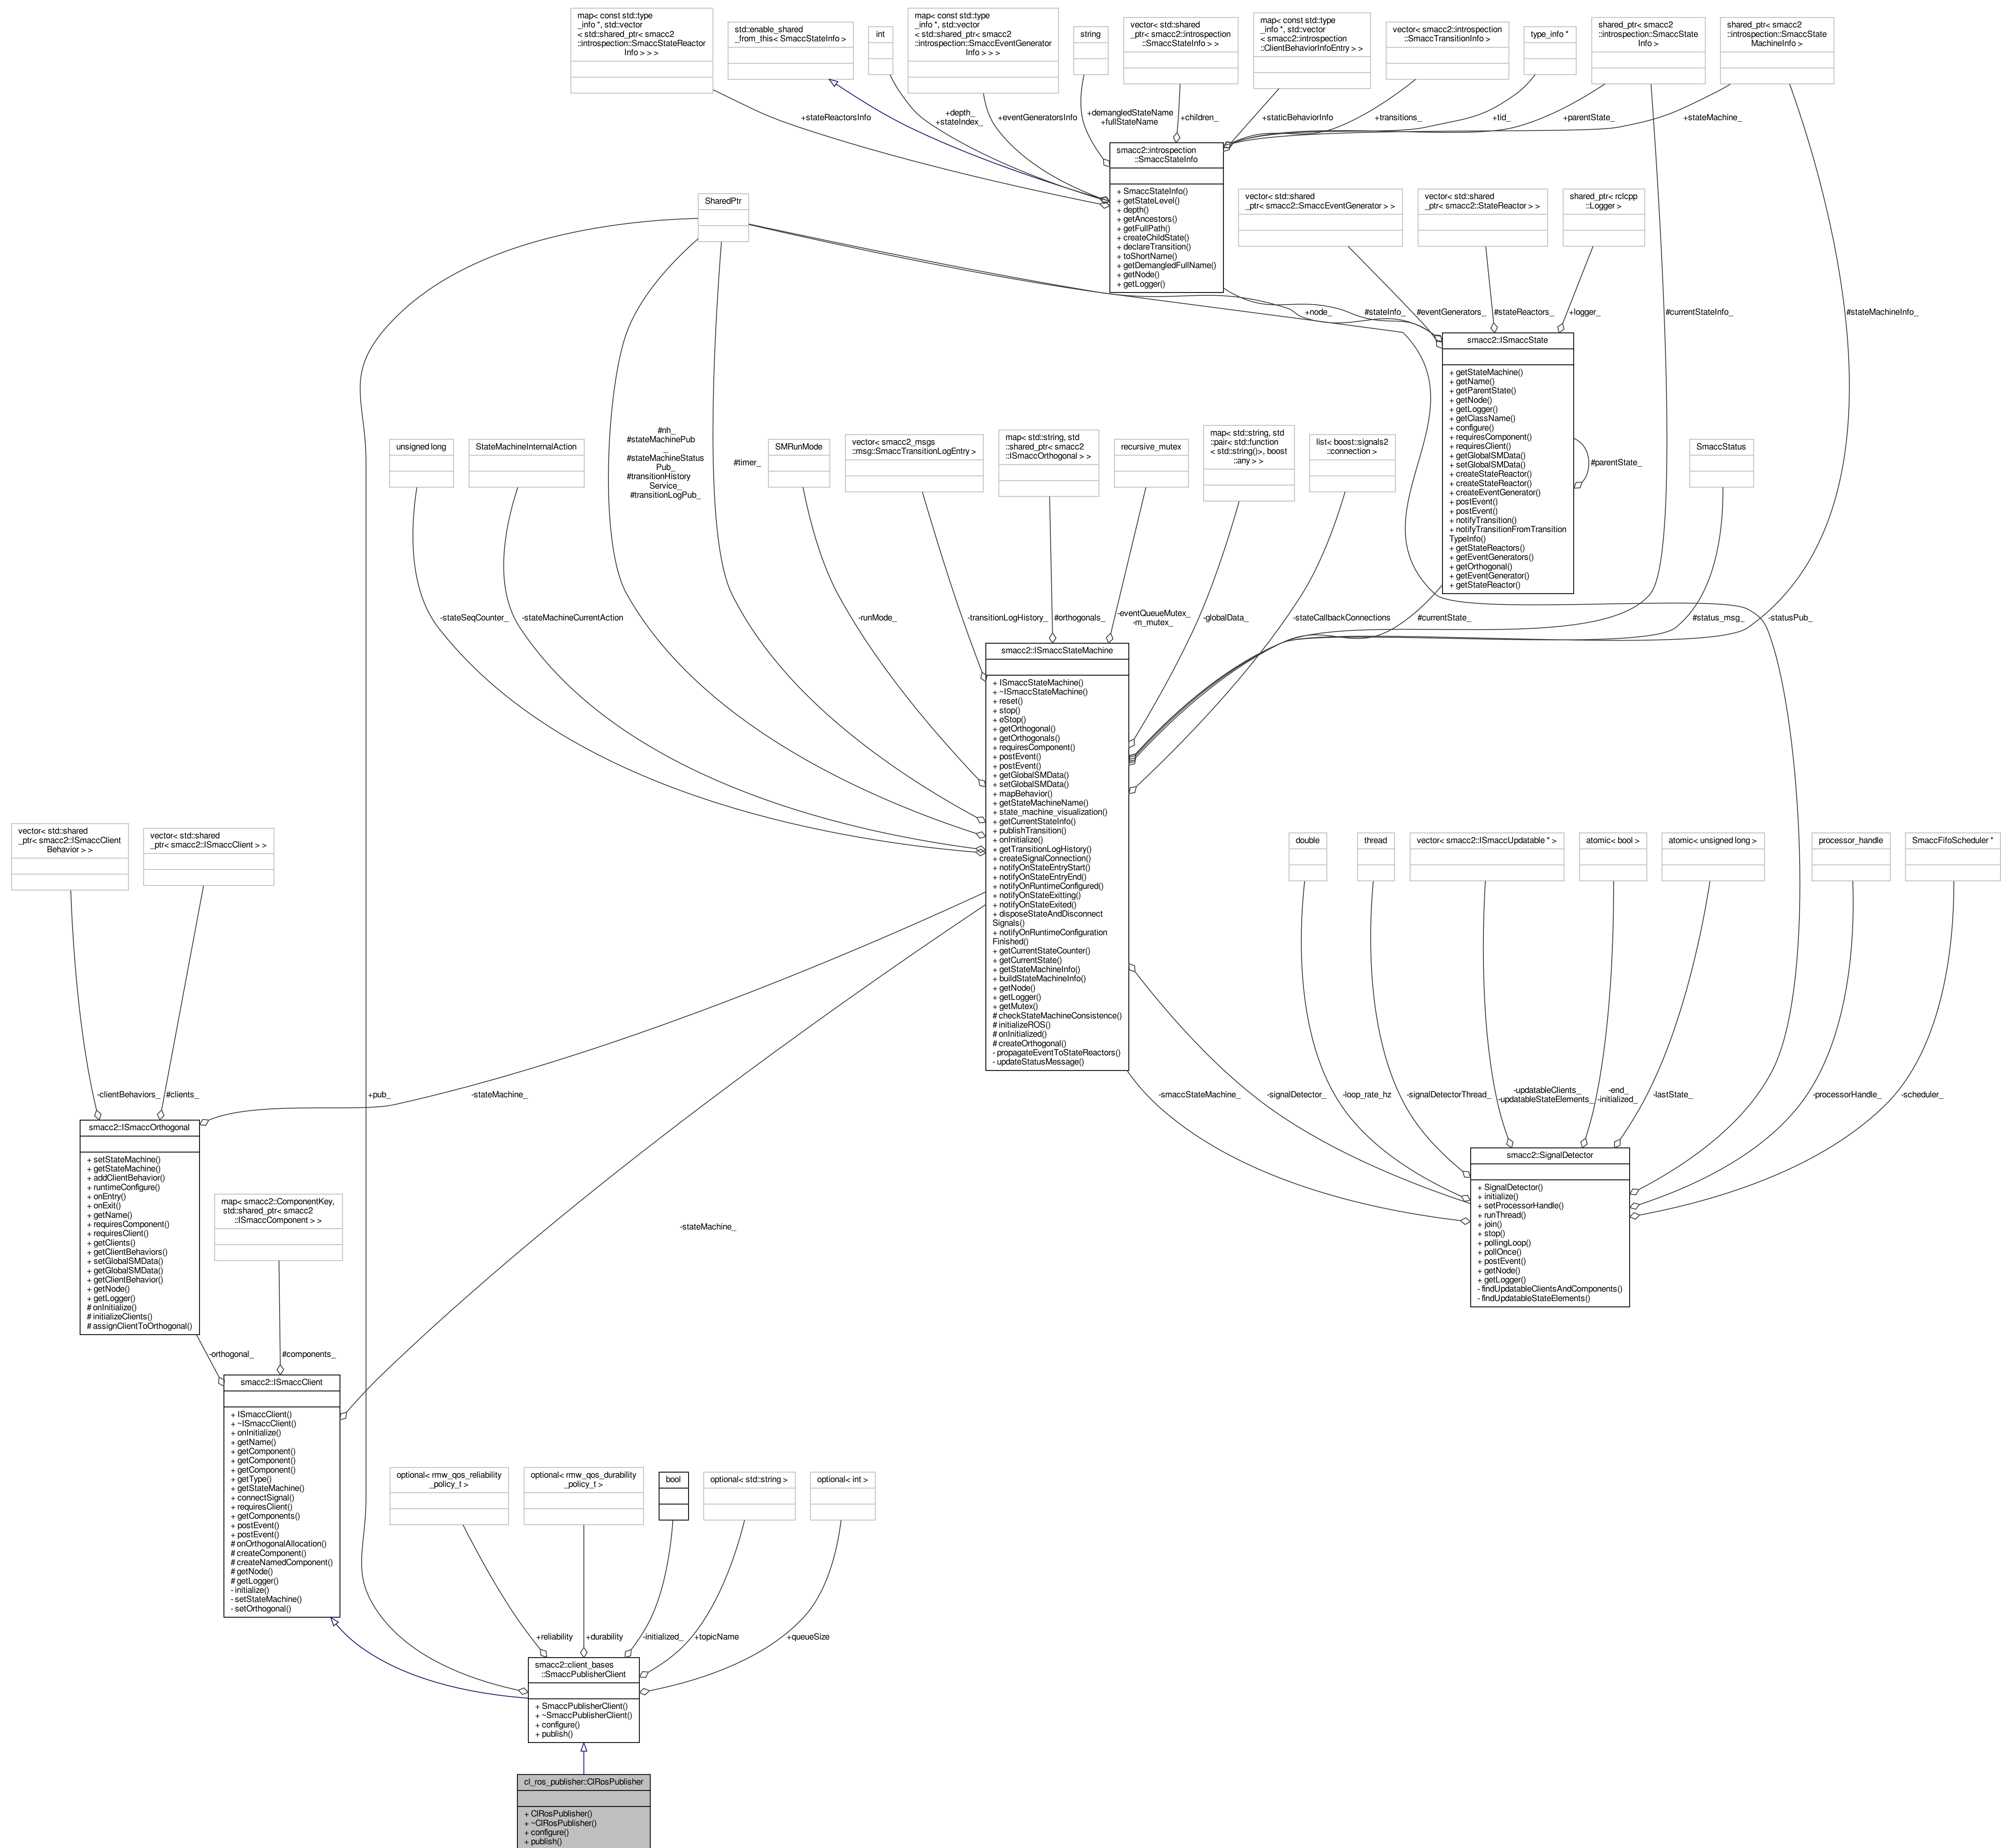 map< const std::type
_info *, std::vector
< std::shared_ptr< smacc2
::introspection::SmaccStateReactor
Info > > >
std::enable_shared
_from_this< SmaccStateInfo >
int
map< const std::type
_info *, std::vector
< std::shared_ptr< smacc2
::introspection::SmaccEventGenerator
Info > > >
string
vector< std::shared
_ptr< smacc2::introspection
::SmaccStateInfo > >
map< const std::type
_info *, std::vector
< smacc2::introspection
::ClientBehaviorInfoEntry > >
vector< smacc2::introspection
::SmaccTransitionInfo >
type_info *
shared_ptr< smacc2
::introspection::SmaccState
Info >
shared_ptr< smacc2
::introspection::SmaccState
MachineInfo >
+stateReactorsInfo
+depth_
+stateIndex_
+eventGeneratorsInfo
+demangledStateName
+fullStateName
+children_
+staticBehaviorInfo
+transitions_
+tid_
+parentState_
+stateMachine_
smacc2::introspection
::SmaccStateInfo
+ SmaccStateInfo()
+ getStateLevel()
+ depth()
+ getAncestors()
+ getFullPath()
+ createChildState()
+ declareTransition()
+ toShortName()
+ getDemangledFullName()
+ getNode()
+ getLogger()
SharedPtr
vector< std::shared
_ptr< smacc2::SmaccEventGenerator > >
vector< std::shared
_ptr< smacc2::StateReactor > >
shared_ptr< rclcpp
::Logger >
+node_
#stateInfo_
#eventGenerators_
#stateReactors_
+logger_
#currentStateInfo_
#stateMachineInfo_
smacc2::ISmaccState
+ getStateMachine()
+ getName()
+ getParentState()
+ getNode()
+ getLogger()
+ getClassName()
+ configure()
+ requiresComponent()
+ requiresClient()
+ getGlobalSMData()
+ setGlobalSMData()
+ createStateReactor()
+ createStateReactor()
+ createEventGenerator()
+ postEvent()
+ postEvent()
+ notifyTransition()
+ notifyTransitionFromTransition
TypeInfo()
+ getStateReactors()
+ getEventGenerators()
+ getOrthogonal()
+ getEventGenerator()
+ getStateReactor()
#parentState_
unsigned long
StateMachineInternalAction
#nh_
#stateMachinePub
_
#stateMachineStatus
Pub_
#transitionHistory
Service_
#transitionLogPub_
#timer_
SMRunMode
vector< smacc2_msgs
::msg::SmaccTransitionLogEntry >
map< std::string, std
::shared_ptr< smacc2
::ISmaccOrthogonal > >
recursive_mutex
map< std::string, std
::pair< std::function
< std::string()>, boost
::any > >
list< boost::signals2
::connection >
SmaccStatus
-stateSeqCounter_
-stateMachineCurrentAction
-runMode_
-transitionLogHistory_
#orthogonals_
-eventQueueMutex_
-m_mutex_
-globalData_
-stateCallbackConnections
#currentState_
#status_msg_
-statusPub_
smacc2::ISmaccStateMachine
+ ISmaccStateMachine()
+ ~ISmaccStateMachine()
+ reset()
+ stop()
+ eStop()
+ getOrthogonal()
+ getOrthogonals()
+ requiresComponent()
+ postEvent()
+ postEvent()
+ getGlobalSMData()
+ setGlobalSMData()
+ mapBehavior()
+ getStateMachineName()
+ state_machine_visualization()
+ getCurrentStateInfo()
+ publishTransition()
+ onInitialize()
+ getTransitionLogHistory()
+ createSignalConnection()
+ notifyOnStateEntryStart()
+ notifyOnStateEntryEnd()
+ notifyOnRuntimeConfigured()
+ notifyOnStateExitting()
+ notifyOnStateExited()
+ disposeStateAndDisconnect
Signals()
+ notifyOnRuntimeConfiguration
Finished()
+ getCurrentStateCounter()
+ getCurrentState()
+ getStateMachineInfo()
+ buildStateMachineInfo()
+ getNode()
+ getLogger()
+ getMutex()
# checkStateMachineConsistence()
# initializeROS()
# onInitialized()
# createOrthogonal()
- propagateEventToStateReactors()
- updateStatusMessage()
vector< std::shared
_ptr< smacc2::ISmaccClient
Behavior > >
vector< std::shared
_ptr< smacc2::ISmaccClient > >
double
thread
vector< smacc2::ISmaccUpdatable * >
atomic< bool >
atomic< unsigned long >
processor_handle
SmaccFifoScheduler *
-clientBehaviors_
#clients_
+pub_
-stateMachine_
-smaccStateMachine_
-signalDetector_
-loop_rate_hz
-signalDetectorThread_
-updatableClients_
-updatableStateElements_
-end_
-initialized_
-lastState_
-processorHandle_
-scheduler_
smacc2::ISmaccOrthogonal
+ setStateMachine()
+ getStateMachine()
+ addClientBehavior()
+ runtimeConfigure()
+ onEntry()
+ onExit()
+ getName()
+ requiresComponent()
+ requiresClient()
+ getClients()
+ getClientBehaviors()
+ setGlobalSMData()
+ getGlobalSMData()
+ getClientBehavior()
+ getNode()
+ getLogger()
# onInitialize()
# initializeClients()
# assignClientToOrthogonal()
smacc2::SignalDetector
+ SignalDetector()
+ initialize()
+ setProcessorHandle()
+ runThread()
+ join()
+ stop()
+ pollingLoop()
+ pollOnce()
+ postEvent()
+ getNode()
+ getLogger()
- findUpdatableClientsAndComponents()
- findUpdatableStateElements()
map< smacc2::ComponentKey,
std::shared_ptr< smacc2
::ISmaccComponent > >
-stateMachine_
-orthogonal_
#components_
smacc2::ISmaccClient
+ ISmaccClient()
+ ~ISmaccClient()
+ onInitialize()
+ getName()
+ getComponent()
+ getComponent()
+ getComponent()
+ getType()
+ getStateMachine()
+ connectSignal()
+ requiresClient()
+ getComponents()
+ postEvent()
+ postEvent()
# onOrthogonalAllocation()
# createComponent()
# createNamedComponent()
# getNode()
# getLogger()
- initialize()
- setStateMachine()
- setOrthogonal()
optional< rmw_qos_reliability
_policy_t >
optional< rmw_qos_durability
_policy_t >
bool
optional< std::string >
optional< int >
+reliability
+durability
-initialized_
+topicName
+queueSize
smacc2::client_bases
::SmaccPublisherClient
+ SmaccPublisherClient()
+ ~SmaccPublisherClient()
+ configure()
+ publish()
cl_ros_publisher::ClRosPublisher
+ ClRosPublisher()
+ ~ClRosPublisher()
+ configure()
+ publish()